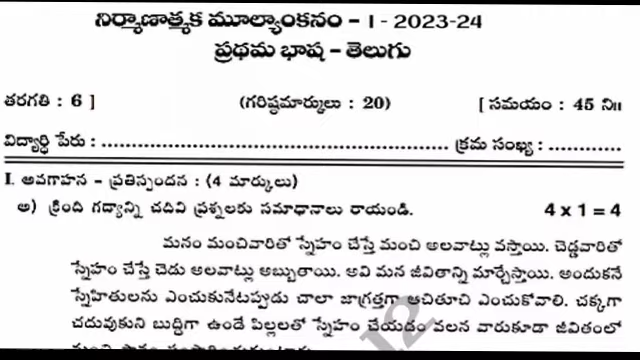 నిర్మాణాత్మక మూల్యాంకనం – I - 2023-24
ప్రథమ భాష – తెలుగు
తరగతి : 6 ]
(గరిష్ఠమార్కులు : 20)
[ సమయం : 45 ని॥
విద్యార్థి పేరు : ........................................................ క్రమ సంఖ్య : ............
I. అవగాహన – ప్రతిస్పందన : (4 మార్కులు)
అ) క్రింది గద్యాన్ని చదివి ప్రశ్నలకు సమాధానాలు రాయండి. 4 x 1 = 4
మనం మంచివారితో స్నేహం చేస్తే మంచి అలవాట్లు వస్తాయి. చెడ్డవారితో
స్నేహం చేస్తే చెడు అలవాట్లు అబ్బుతాయి. అవి మన జీవితాన్ని మార్చేస్తాయి. అందుకనే
స్నేహితులను ఎంచుకునేటప్పుడు చాలా జాగ్రత్తగా ఆచితూచి ఎంచుకోవాలి. చక్కగా
చదువుకుని బుద్ధిగా ఉండే పిల్లలతో స్నేహం చేయడం వలన వారుకూడా జీవితంలో
12